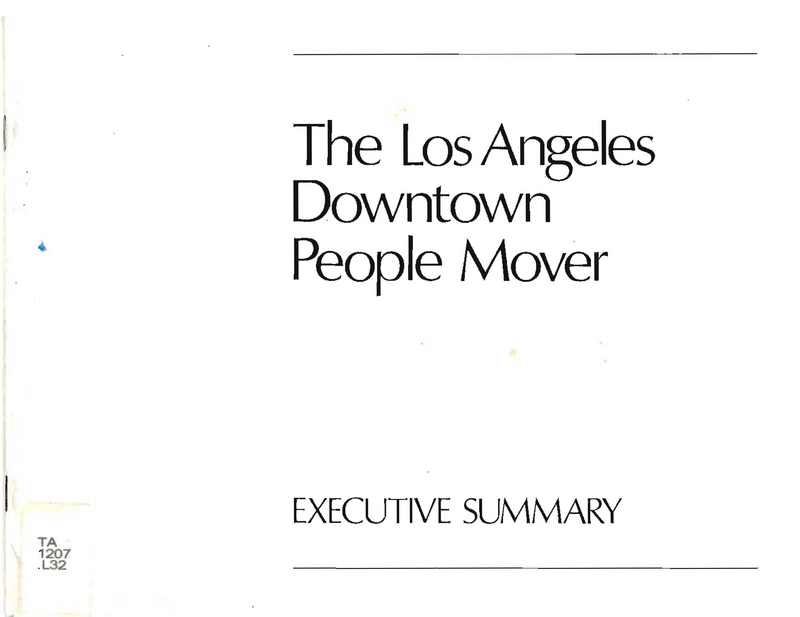 The Los Angeles
Downtown
People Mover
EXECUTIVE SUMMARY
TA
1207
.L32